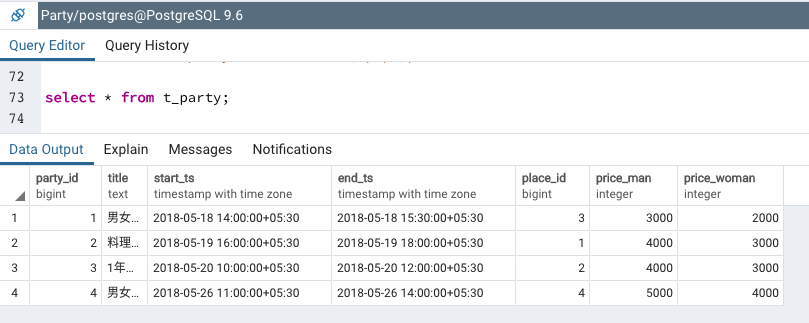 Party/postgres@PostgreSQL 9.6
Query Editor Query History
72
73 select * from t_party;
74
Data Output Explain Messages Notifications
party_id title start_ts end_ts place_id price_man price_woman
bigint text timestamp with time zone timestamp with time zone bigint integer integer
1 1 男女... 2018-05-18 14:00:00+05:30 2018-05-18 15:30:00+05:30 3 3000 2000
2 2 料理... 2018-05-19 16:00:00+05:30 2018-05-19 18:00:00+05:30 1 4000 3000
3 3 1年... 2018-05-20 10:00:00+05:30 2018-05-20 12:00:00+05:30 2 4000 3000
4 4 男女... 2018-05-26 11:00:00+05:30 2018-05-26 14:00:00+05:30 4 5000 4000